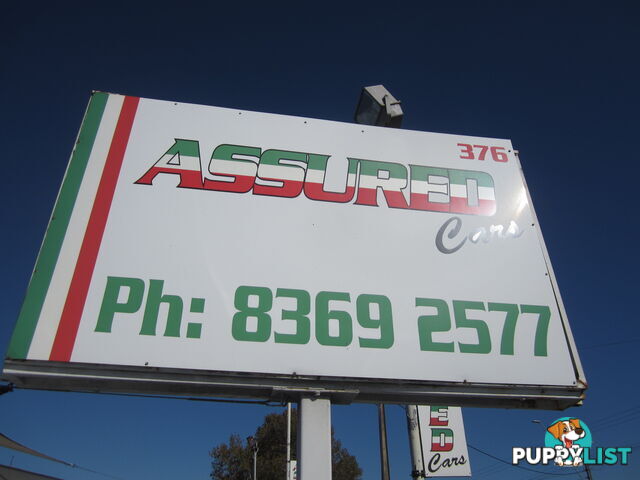 376
ASSURED
Cars
Ph: 8369 2577
ED
Cars
PUPPYLIST